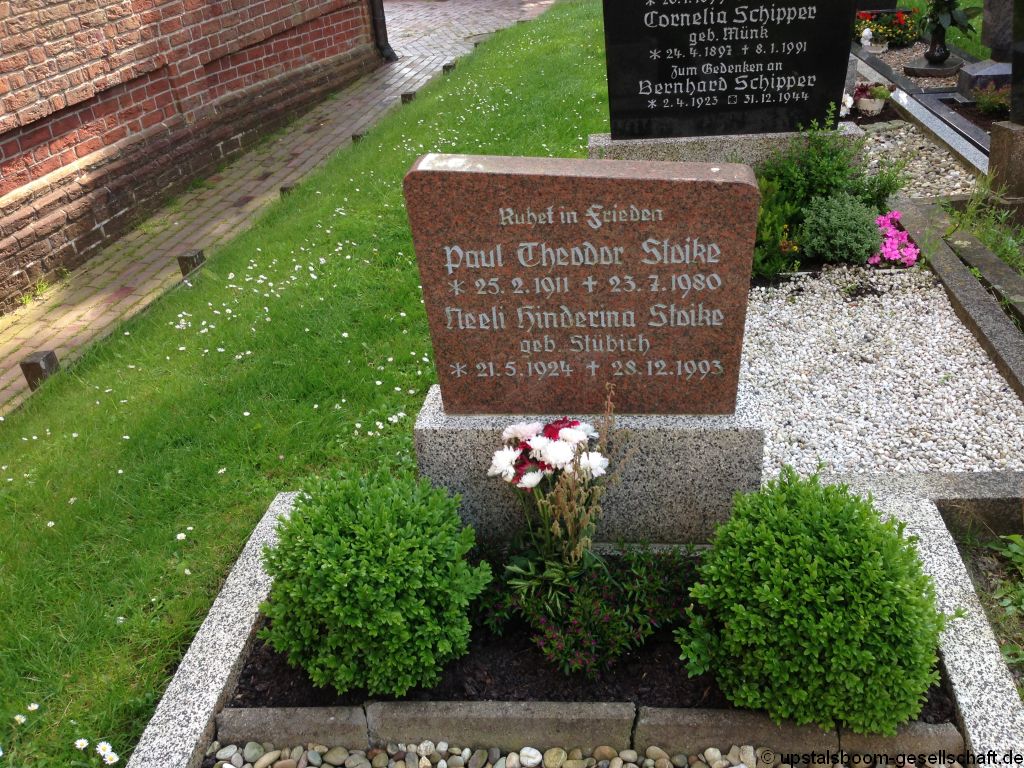 Cornelia Schipper
geb. Münk
* 24.4.1897 + 8.1.1991
Zum Gedenken an
Bernhard Schipper
* 2.4.1923 31.12.1944
Ruhet in Frieden
Paul Theodor Stoike
* 25.2.1911 + 23.7.1980
Neeli Hinderina Stoike
geb. Stübich
* 21.5.1924 + 28.12.1993
© upstalsboom-gesellschaft.de